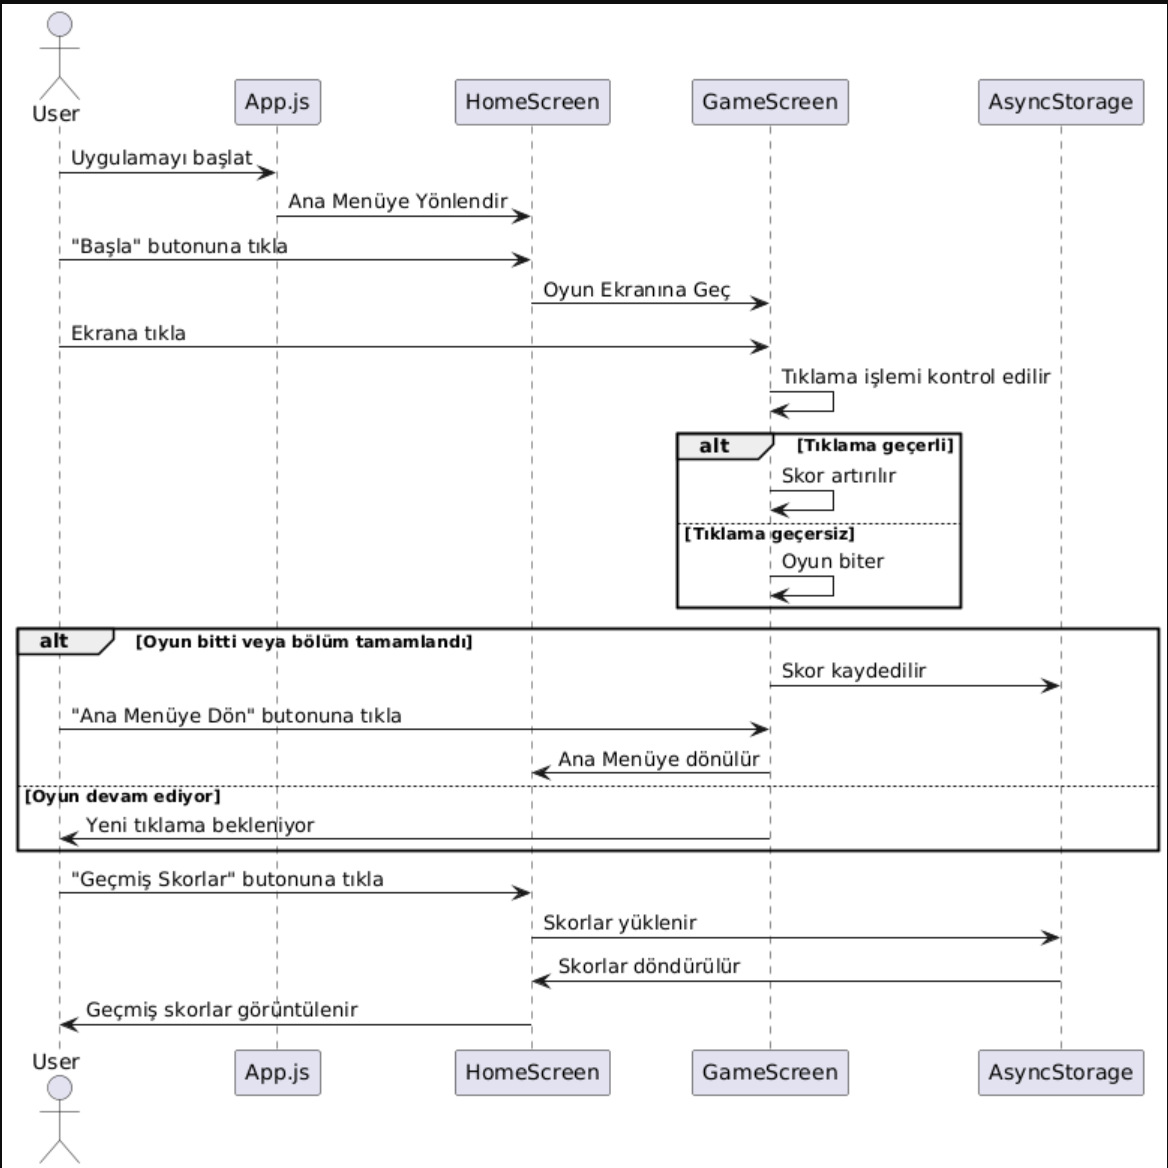 User
App.js
HomeScreen
GameScreen
AsyncStorage
Uygulamayı başlat
Ana Menüye Yönlendir
"Başla" butonuna tıkla
Oyun Ekranına Geç
Ekrana tıkla
Tıklama işlemi kontrol edilir
alt
[Tıklama geçerli]
Skor artırılır
[Tıklama geçersiz]
Oyun biter
alt
[Oyun bitti veya bölüm tamamlandı]
Skor kaydedilir
"Ana Menüye Dön" butonuna tıkla
Ana Menüye dönülür
[Oyun devam ediyor]
Yeni tıklama bekleniyor
"Geçmiş Skorlar" butonuna tıkla
Skorlar yüklenir
Skorlar döndürülür
Geçmiş skorlar görüntülenir
User
App.js
HomeScreen
GameScreen
AsyncStorage